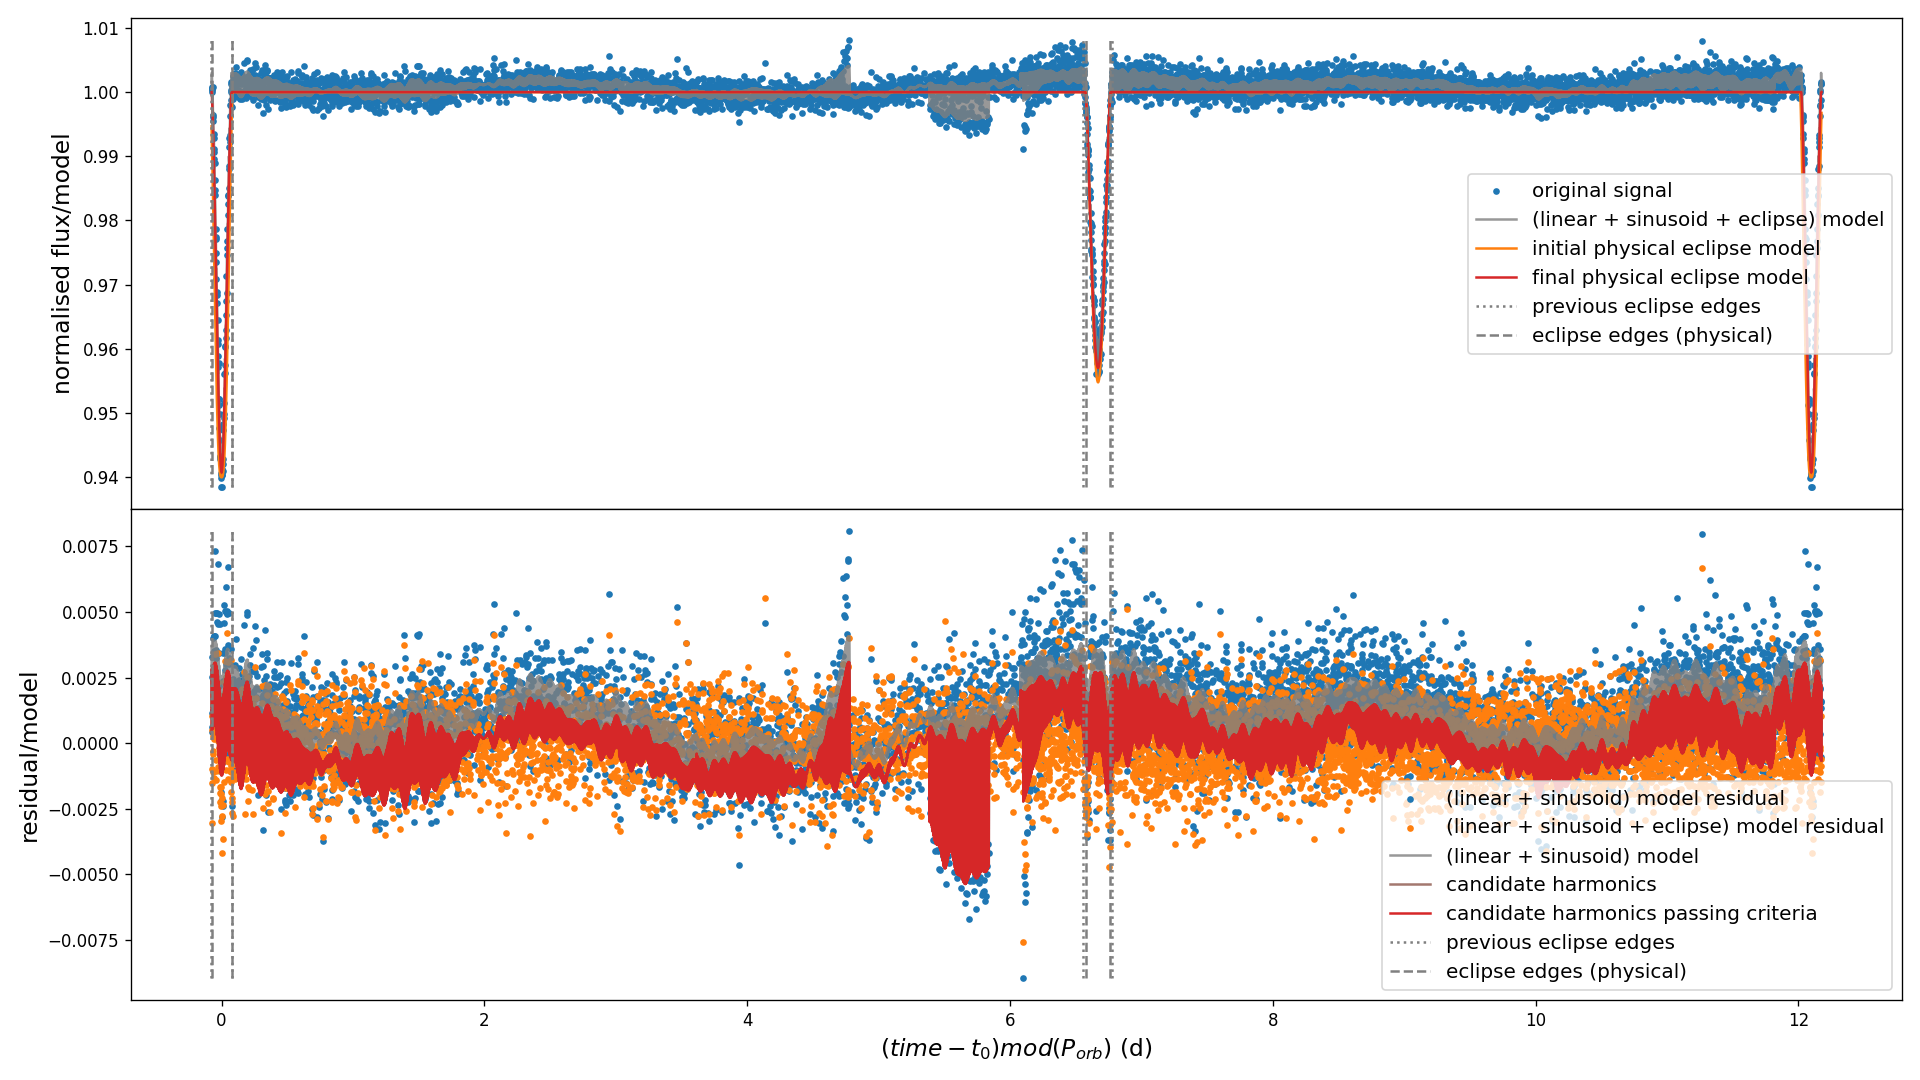 1.01
1.00
0.99
0.98
0.97
0.96
0.95
0.94
normalised flux/model
original signal
(linear + sinusoid + eclipse) model
initial physical eclipse model
final physical eclipse model
previous eclipse edges
eclipse edges (physical)
0.0075
0.0050
0.0025
0.0000
−0.0025
−0.0050
−0.0075
residual/model
(linear + sinusoid) model residual
(linear + sinusoid + eclipse) model residual
(linear + sinusoid) model
candidate harmonics
candidate harmonics passing criteria
previous eclipse edges
eclipse edges (physical)
0 2 4 6 8 10 12
(time − t₀)mod(Pₒᵣb) (d)